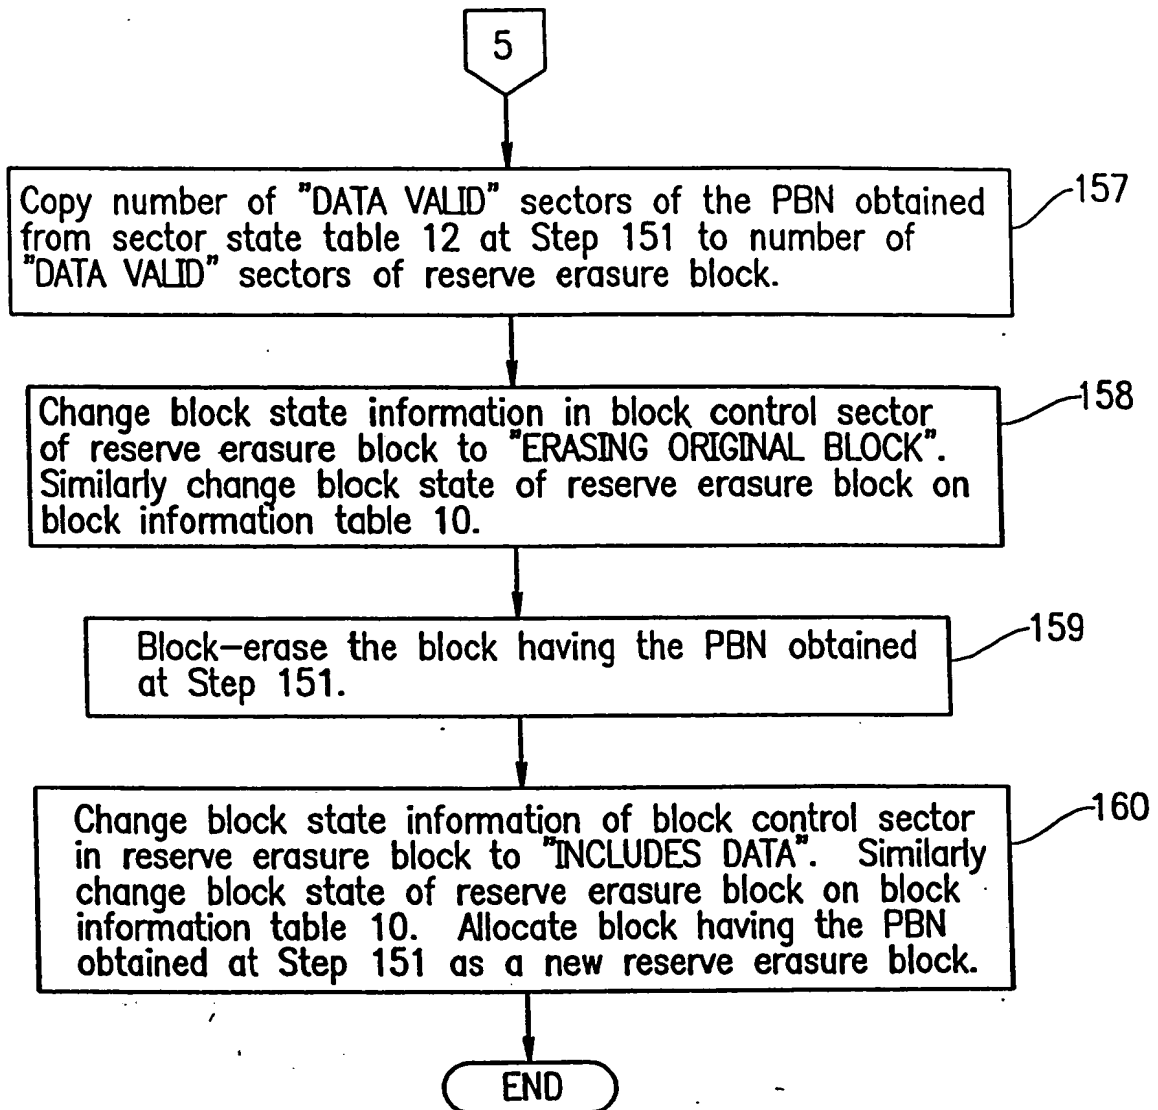 5
Copy number of "DATA VALID" sectors of the PBN obtained
from sector state table 12 at Step 151 to number of
"DATA VALID" sectors of reserve erasure block.
157
Change block state information in block control sector
of reserve erasure block to "ERASING ORIGINAL BLOCK".
Similarly change block state of reserve erasure block on
block information table 10.
158
Block-erase the block having the PBN obtained
at Step 151.
159
Change block state information of block control sector
in reserve erasure block to "INCLUDES DATA". Similarly
change block state of reserve erasure block on block
information table 10. Allocate block having the PBN
obtained at Step 151 as a new reserve erasure block.
160
END